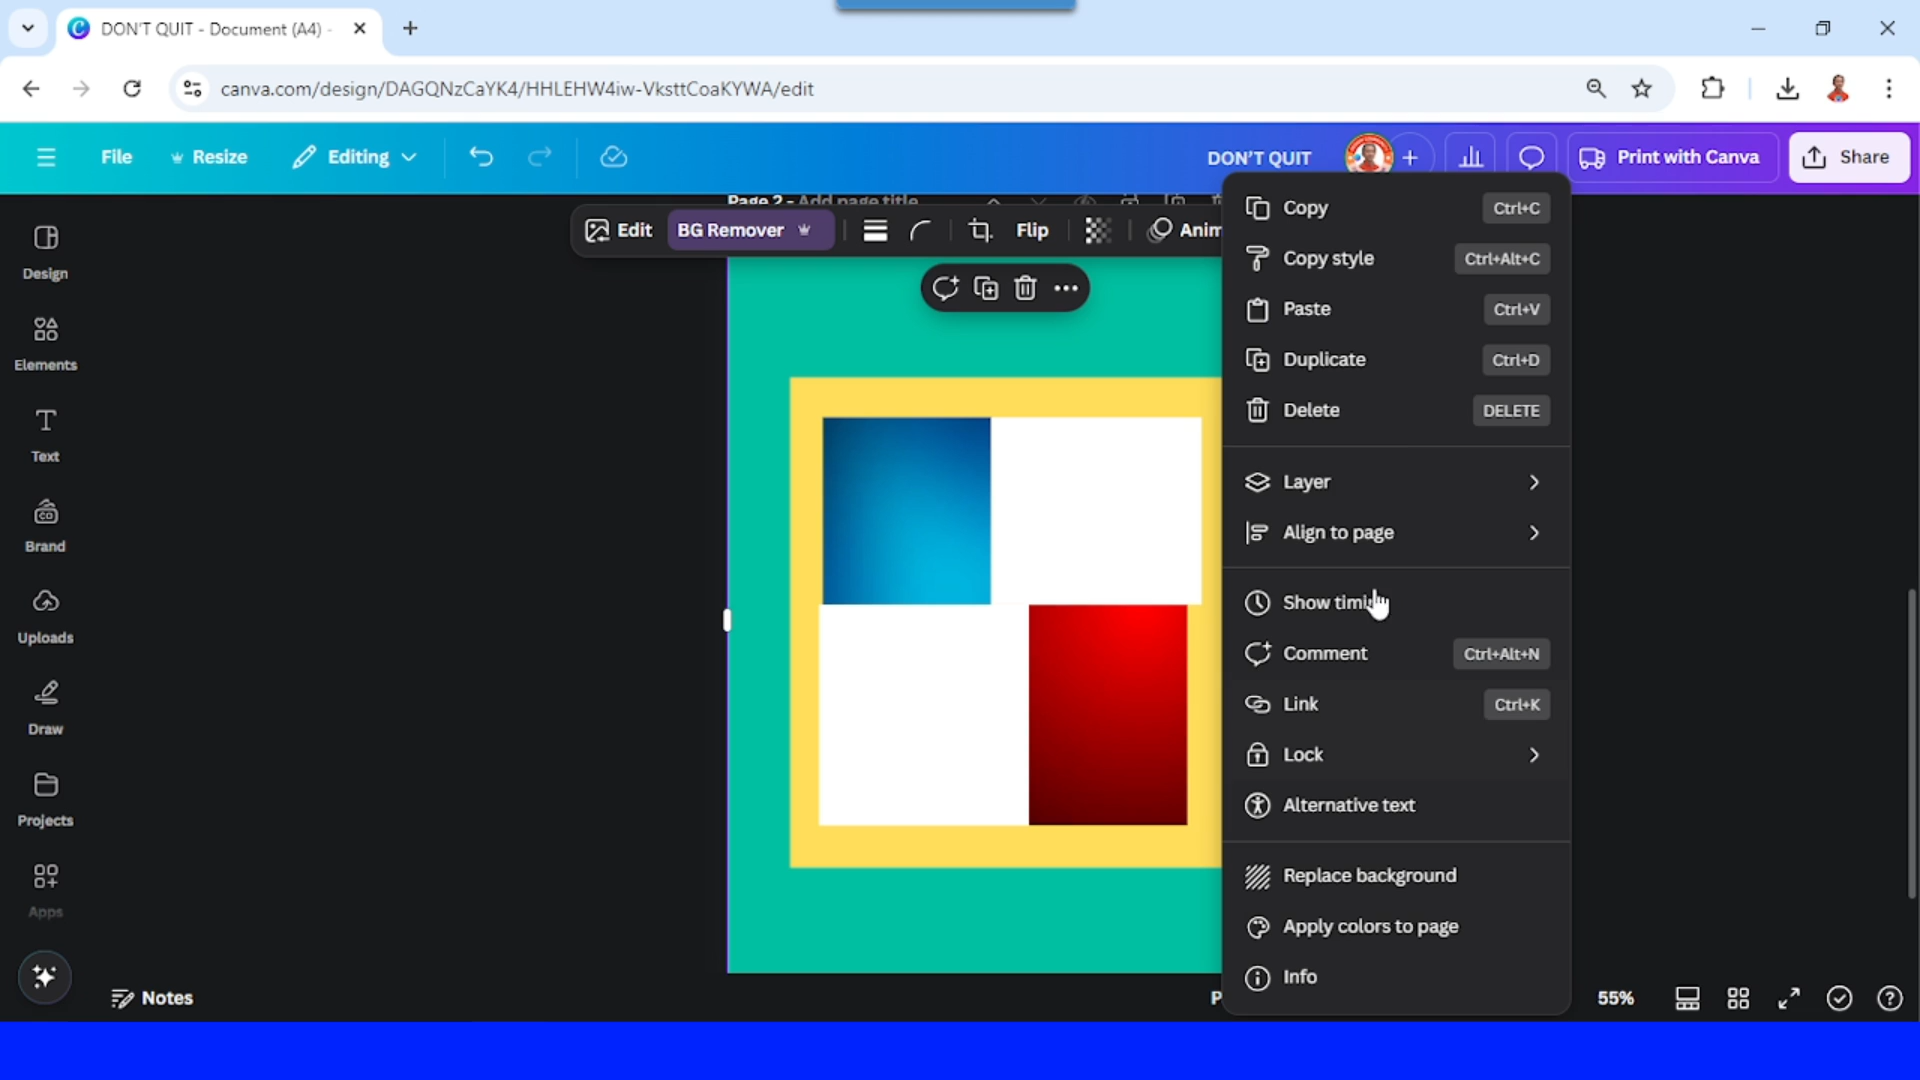 DON'T QUIT - Document (A4) -
canva.com/design/DAGQNzCaYK4/HHLEHW4iw-VksttCoaKYWA/edit
File
Resize
Editing
DON'T QUIT
Print with Canva
Share
Page 2 - Add page title
Edit
BG Remover
Flip
Anim
Design
Elements
Text
Brand
Uploads
Draw
Projects
Apps
Copy Ctrl+C
Copy style Ctrl+Alt+C
Paste Ctrl+V
Duplicate Ctrl+D
Delete DELETE
Layer
Align to page
Show timi
Comment Ctrl+Alt+N
Link Ctrl+K
Lock
Alternative text
Replace background
Apply colors to page
Info
Notes
P
55%